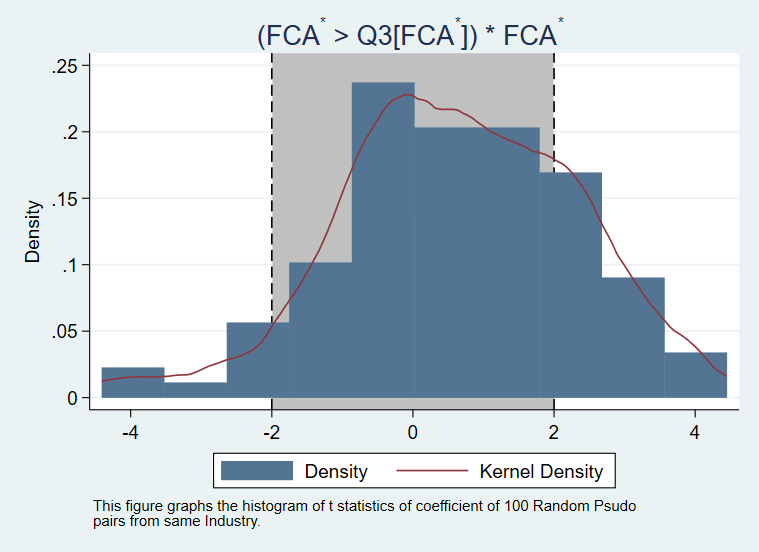 (FCA* > Q3[FCA*]) * FCA*
.25
.2
.15
.1
.05
0
Density
-4 -2 0 2 4
Density Kernel Density
This figure graphs the histogram of t statistics of coefficient of 100 Random Psudo
pairs from same Industry.